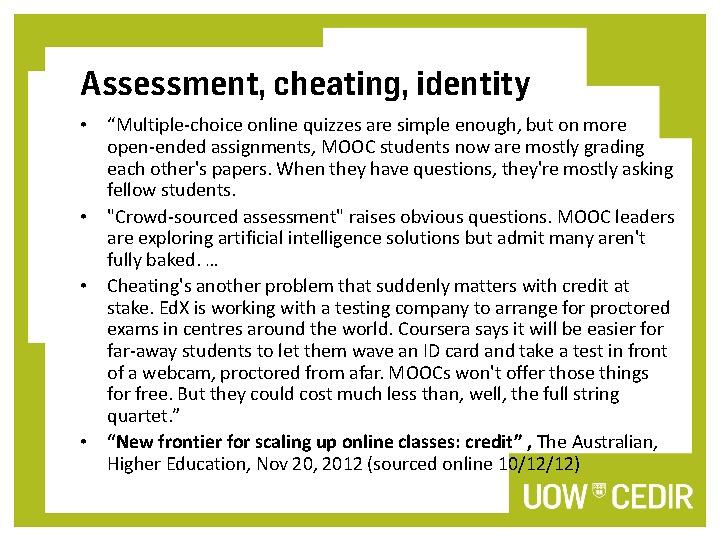 Assessment, cheating, identity
• “Multiple-choice online quizzes are simple enough, but on more
open-ended assignments, MOOC students now are mostly grading
each other's papers. When they have questions, they're mostly asking
fellow students.
• "Crowd-sourced assessment" raises obvious questions. MOOC leaders
are exploring artificial intelligence solutions but admit many aren't
fully baked. …
• Cheating's another problem that suddenly matters with credit at
stake. EdX is working with a testing company to arrange for proctored
exams in centres around the world. Coursera says it will be easier for
far-away students to let them wave an ID card and take a test in front
of a webcam, proctored from afar. MOOCs won't offer those things
for free. But they could cost much less than, well, the full string
quartet.”
• “New frontier for scaling up online classes: credit” , The Australian,
Higher Education, Nov 20, 2012 (sourced online 10/12/12)
UOW CEDIR